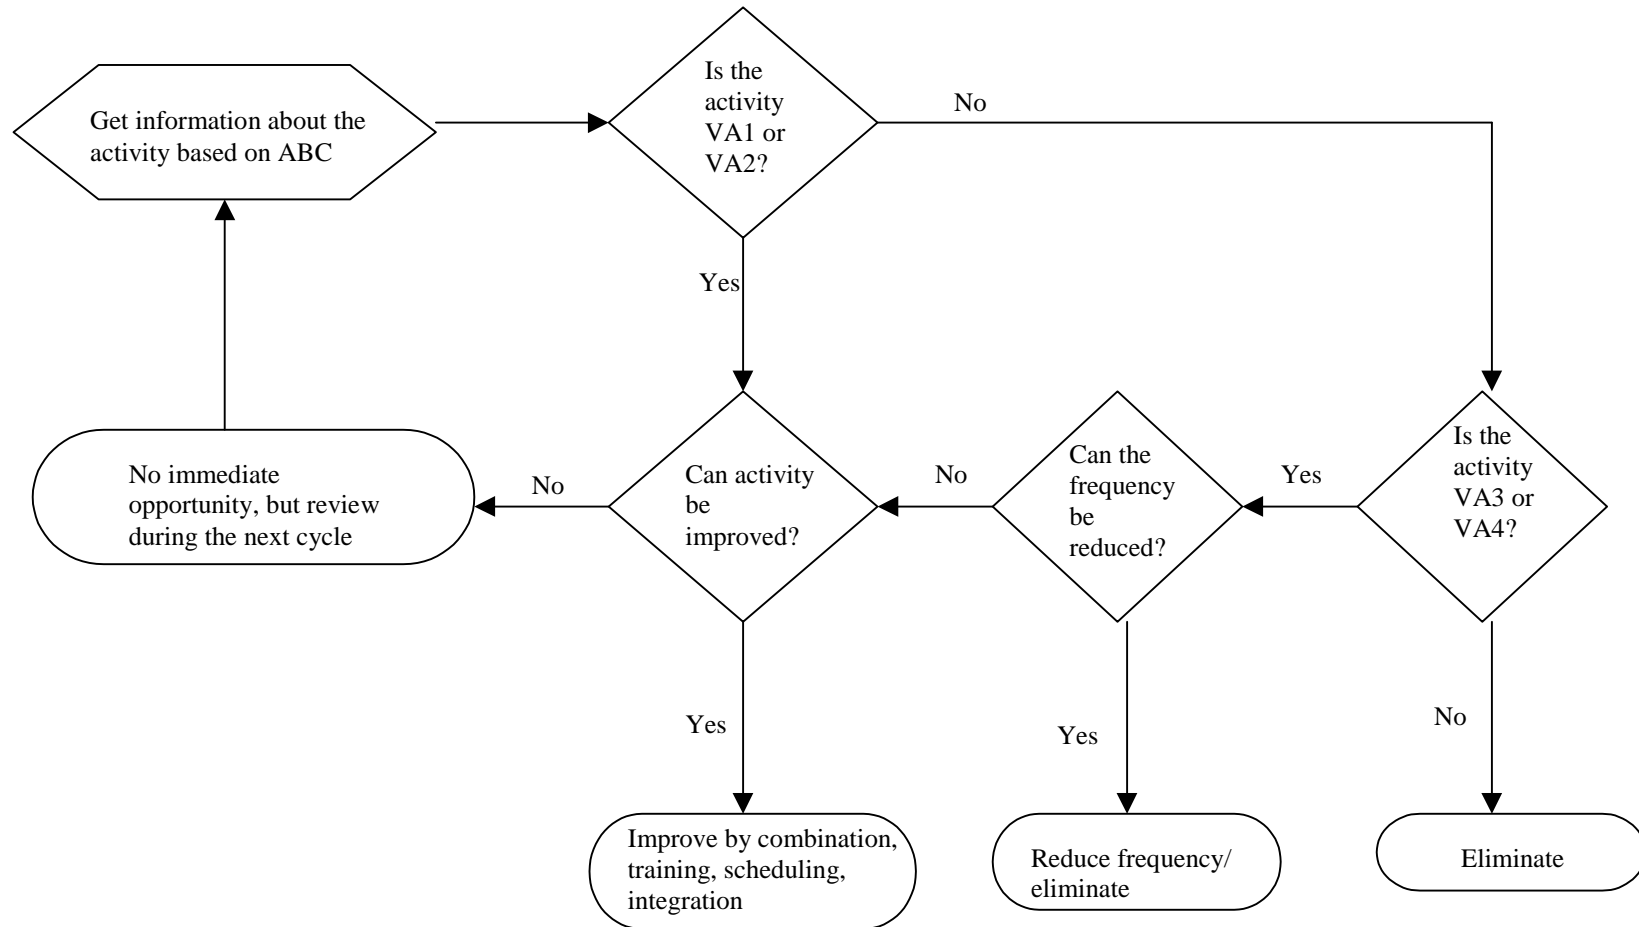 Is the
activity
VA1 or
VA2?
No
Get information about the
activity based on ABC
Yes
No immediate
opportunity, but review
during the next cycle
No
Can activity
be
improved?
No
Can the
frequency
be
reduced?
Yes
Is the
activity
VA3 or
VA4?
Yes
Yes
No
Improve by combination,
training, scheduling,
integration
Reduce frequency/
eliminate
Eliminate